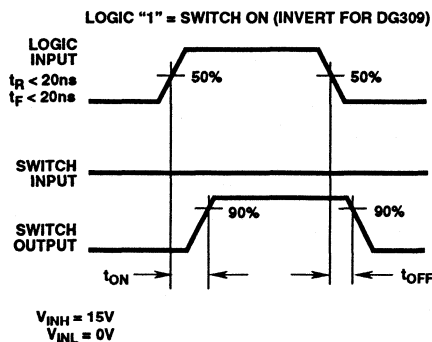 LOGIC “1” = SWITCH ON (INVERT FOR DG309)
LOGIC
INPUT
tR < 20ns
tF < 20ns
50%
50%
SWITCH
INPUT
SWITCH
OUTPUT
90%
90%
tON
tOFF
VINH = 15V
VINL = 0V